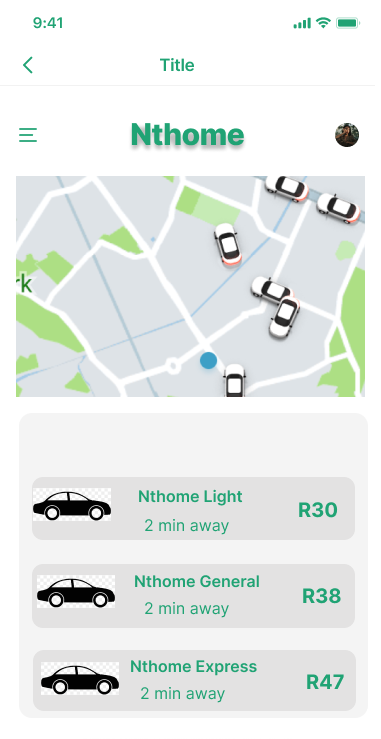 9:41
Title
Nthome
rk
Nthome Light
2 min away
R30
Nthome General
2 min away
R38
Nthome Express
2 min away
R47